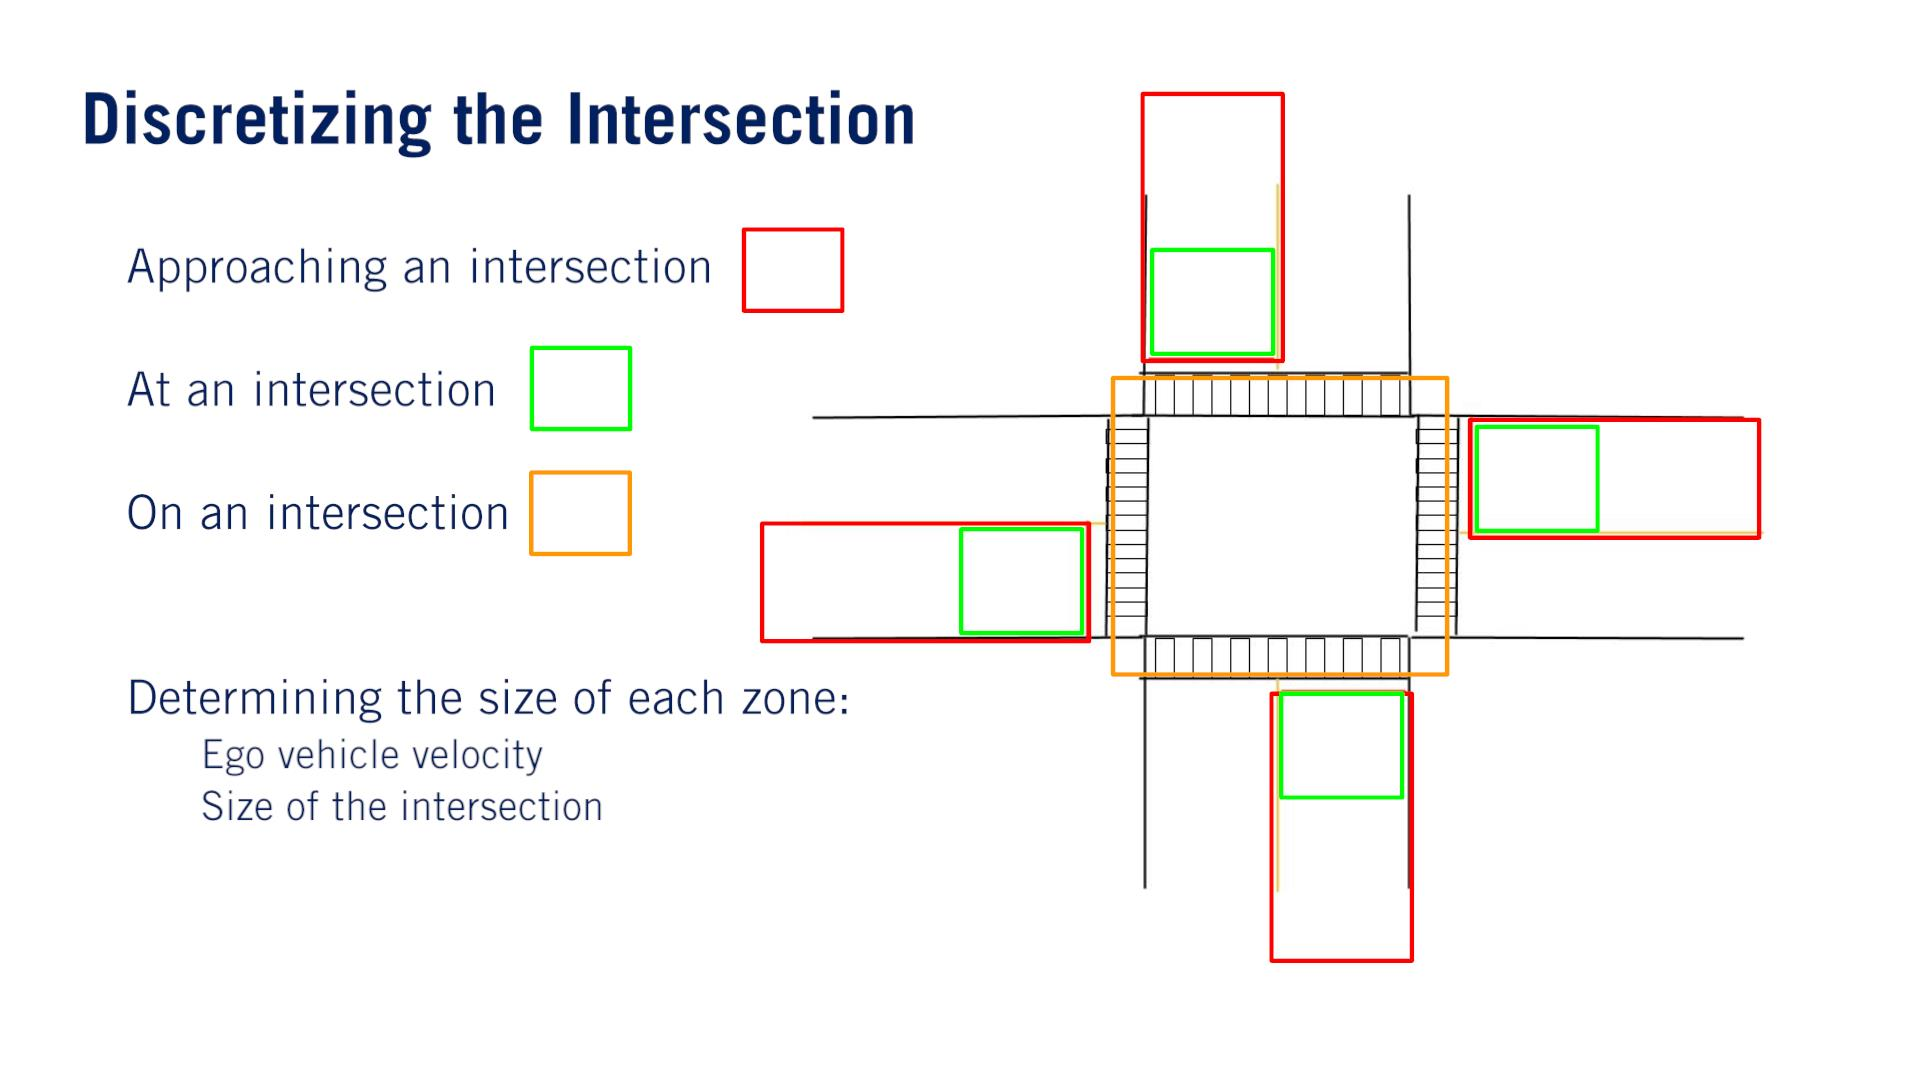 Discretizing the Intersection
Approaching an intersection
At an intersection
On an intersection
Determining the size of each zone:
Ego vehicle velocity
Size of the intersection